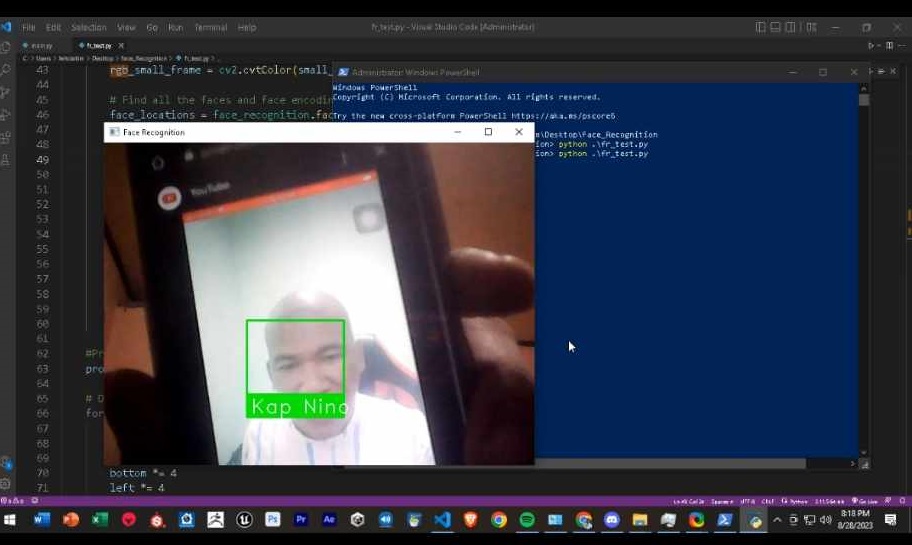 File Edit Selection View Go Run Terminal Help
fr_test.py - Visual Studio Code [Administrator]
main.py
fr_test.py
43 rgb_small_frame = cv2.cvtColor(small_
44
45 # Find all the faces and face encodin
46 face_locations = face_recognition.fac
47
48
49
50
51
52
53
54
55
56
57
58
59
60
61
62 #Pr
63 pro
64
65 # D
66 for
67
68
69
70 bottom *= 4
71 left *= 4
Administrator: Windows PowerShell
Windows PowerShell
Copyright (C) Microsoft Corporation. All rights reserved.
Try the new cross-platform PowerShell https://aka.ms/pscore6
m\Desktop\Face_Recognition
ion> python .\fr_test.py
ion> python .\fr_test.py
Face Recognition
YouTube
Kap Nino
8:18 PM
8/28/2023